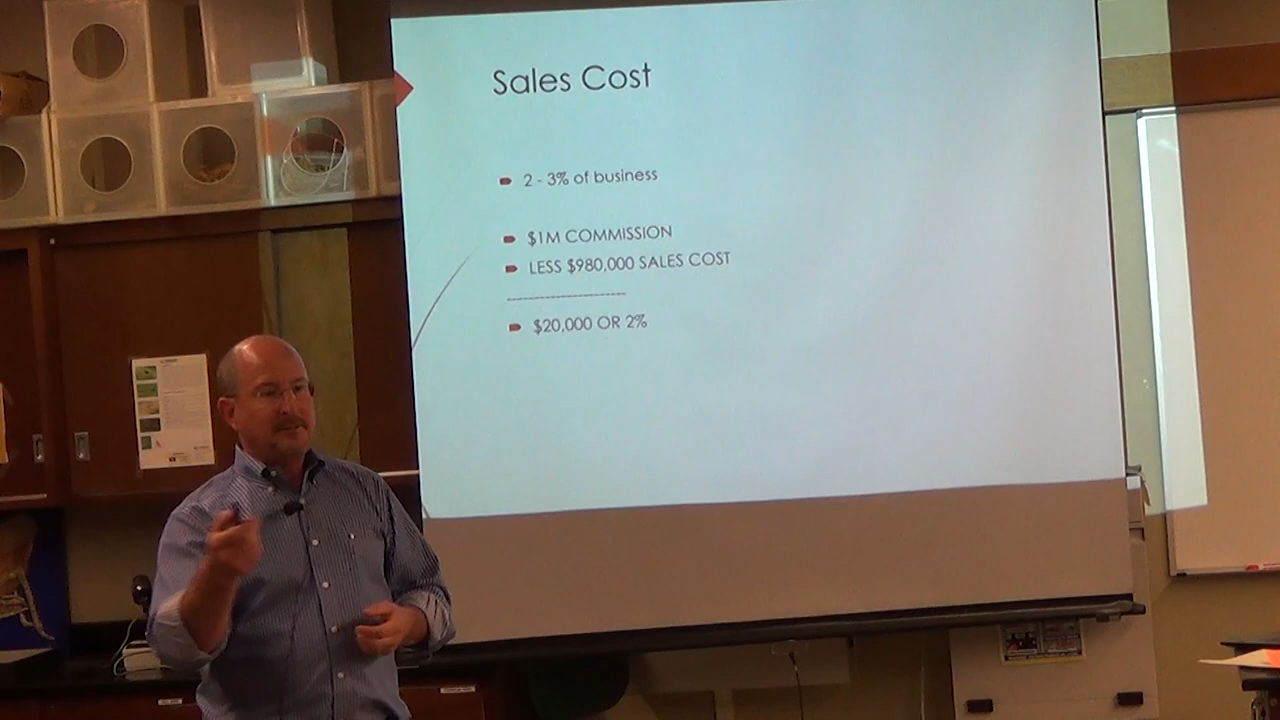 Sales Cost
2 - 3% of business
$1M COMMISSION
LESS $980,000 SALES COST
------------------------
$20,000 OR 2%